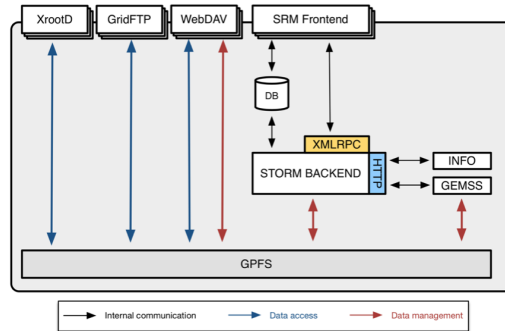 XrootD
GridFTP
WebDAV
SRM Frontend
DB
XMLRPC
STORM BACKEND
HTTP
INFO
GEMSS
GPFS
Internal communication
Data access
Data management